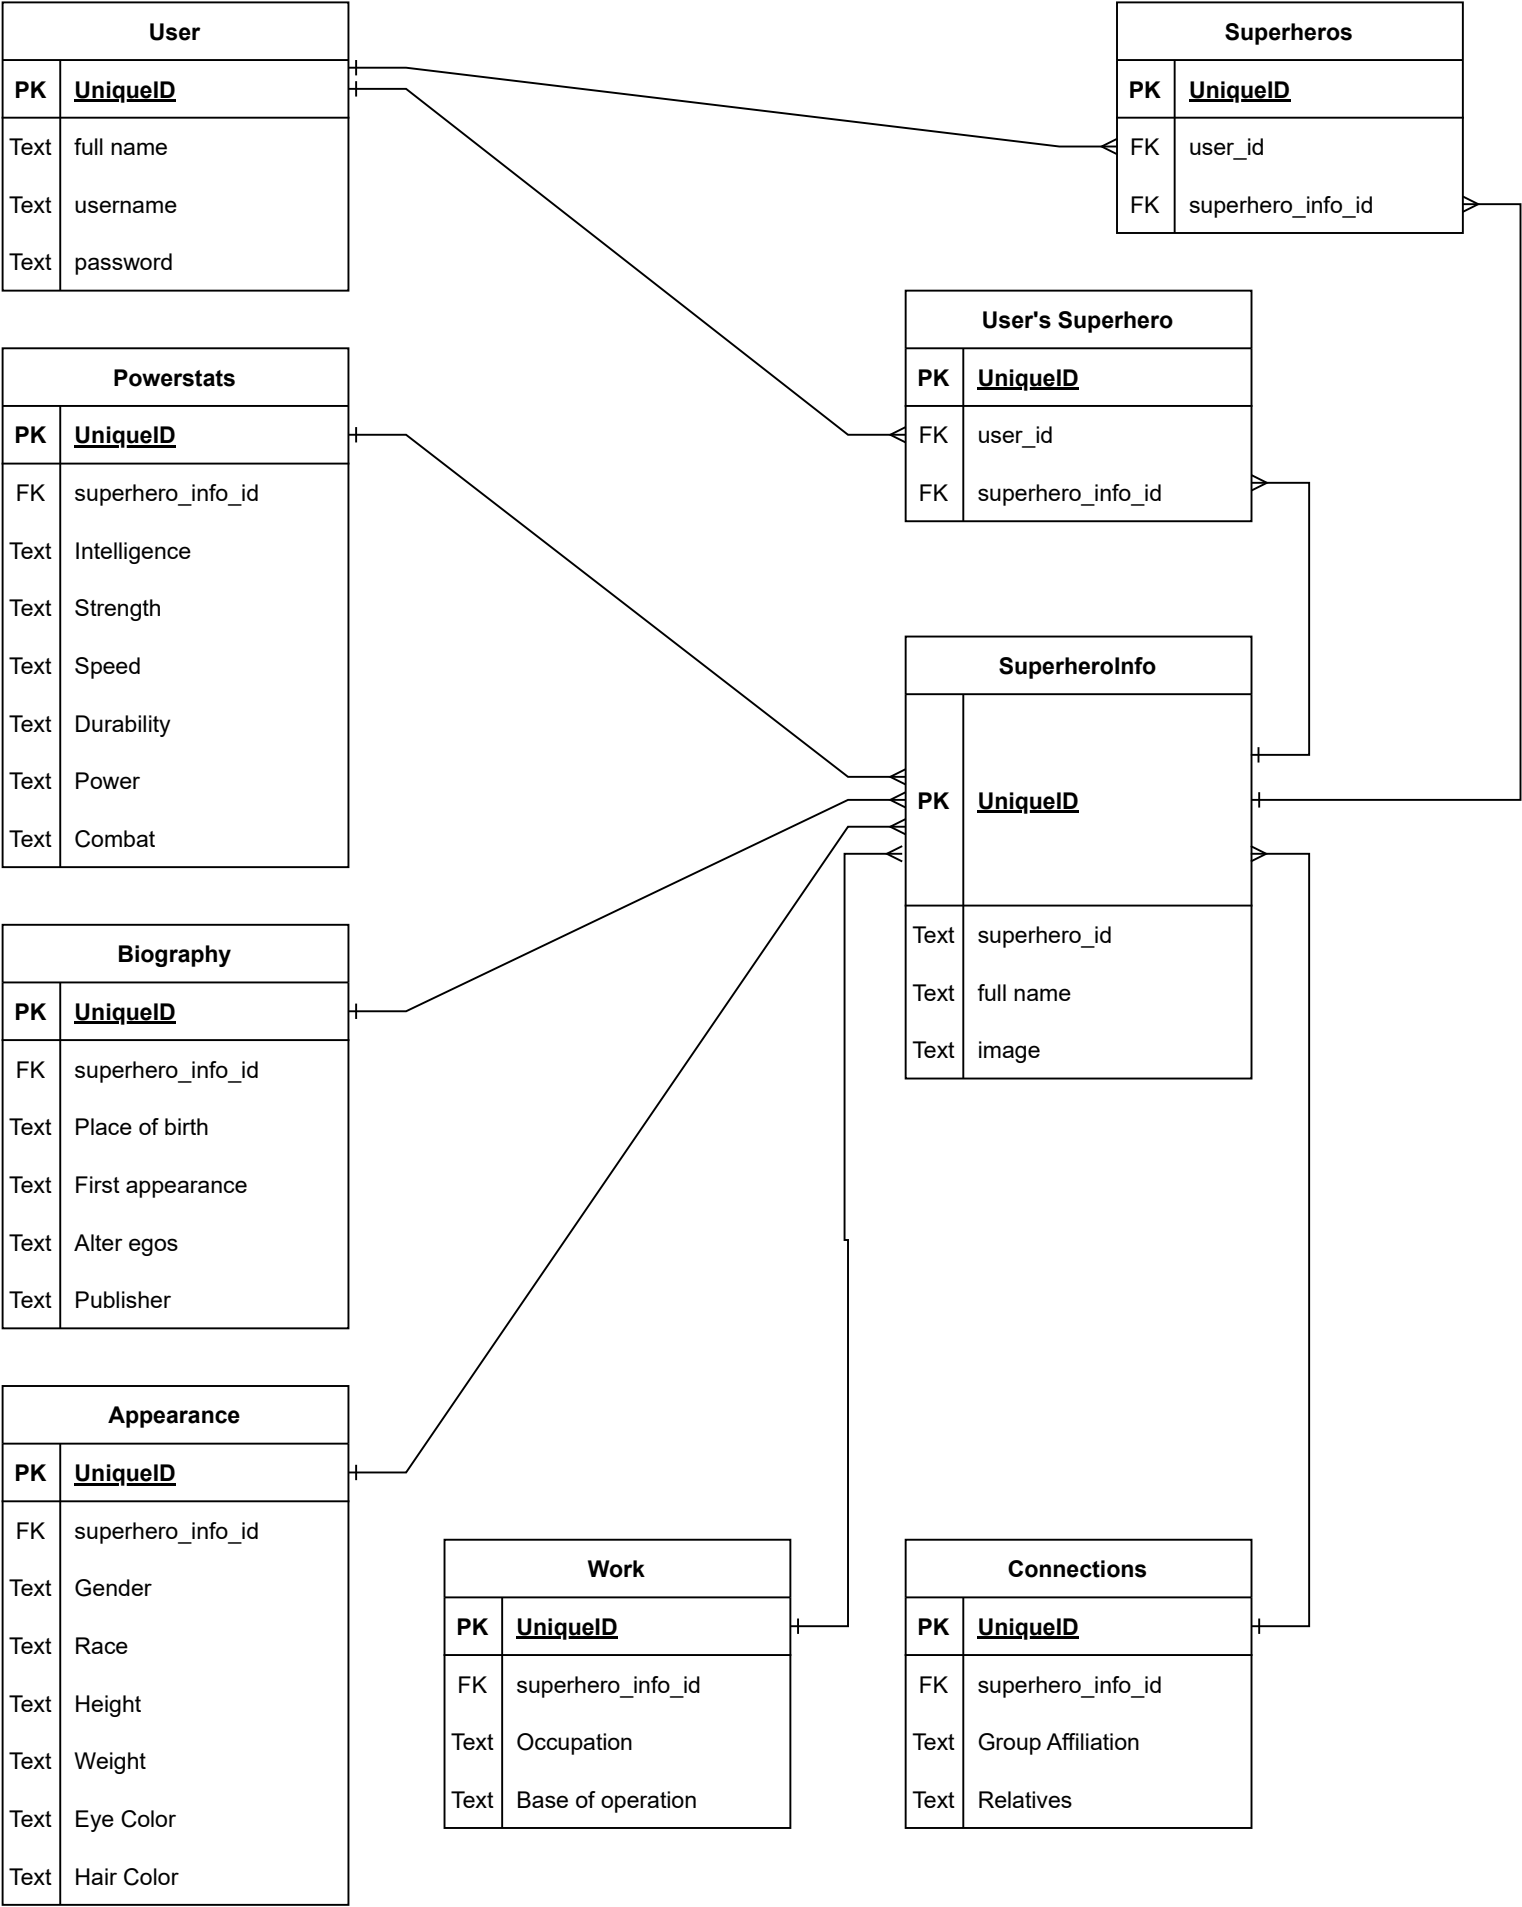 User
PK UniqueID
Text full name
Text username
Text password
Superheros
PK UniqueID
FK user_id
FK superhero_info_id
User's Superhero
PK UniqueID
FK user_id
FK superhero_info_id
Powerstats
PK UniqueID
FK superhero_info_id
Text Intelligence
Text Strength
Text Speed
Text Durability
Text Power
Text Combat
SuperheroInfo
PK UniqueID
Text superhero_id
Text full name
Text image
Biography
PK UniqueID
FK superhero_info_id
Text Place of birth
Text First appearance
Text Alter egos
Text Publisher
Appearance
PK UniqueID
FK superhero_info_id
Text Gender
Text Race
Text Height
Text Weight
Text Eye Color
Text Hair Color
Work
PK UniqueID
FK superhero_info_id
Text Occupation
Text Base of operation
Connections
PK UniqueID
FK superhero_info_id
Text Group Affiliation
Text Relatives